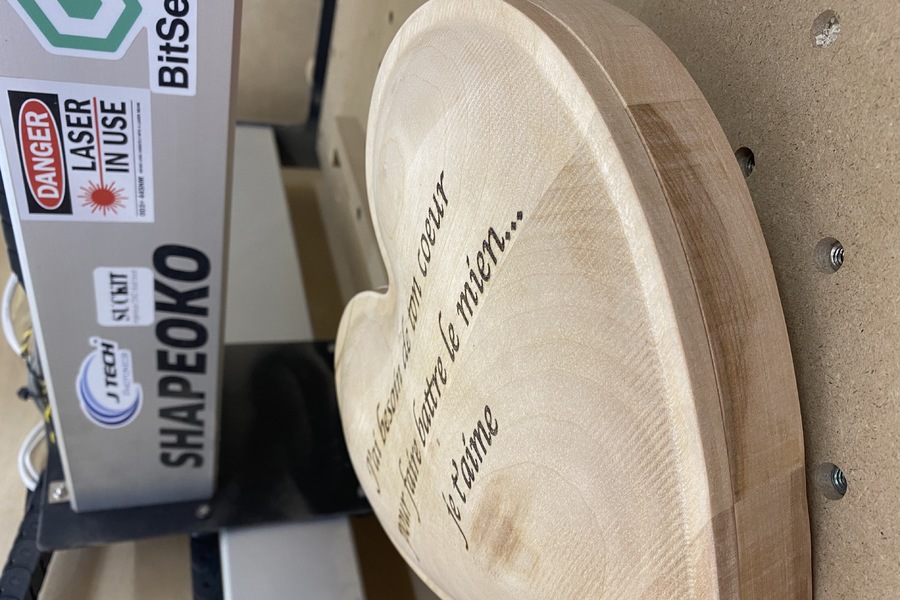 BitSe
DANGER
LASER
IN USE
SUCKIT
J TECH
PHOTONICS
SHAPEOKO
J'ai besoin de ton coeur
pour faire battre le mien...
je t'aime